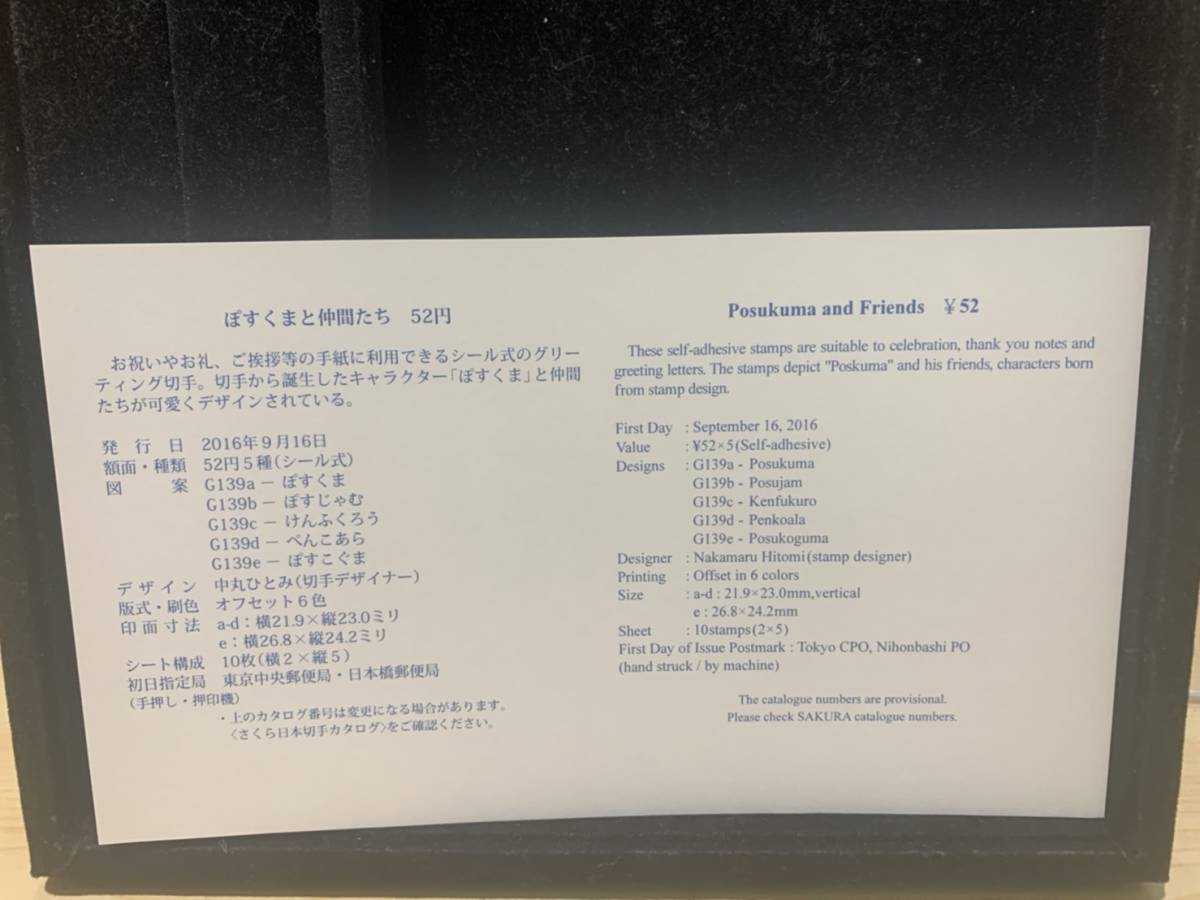 ぽすくまと仲間たち　52円
　お祝いやお礼、ご挨拶等の手紙に利用できるシール式のグリー
ティング切手。切手から誕生したキャラクター「ぽすくま」と仲間
たちが可愛くデザインされている。
発　行　日　2016年9月16日
額面・種類　52円5種(シール式)
図　　　案　G139a － ぽすくま
G139b － ぽすじゃむ
G139c － けんふくろう
G139d － ぺんこあら
G139e － ぽすこぐま
デ ザ イ ン　中丸ひとみ(切手デザイナー)
版式・刷色　オフセット6色
印 面 寸 法　a-d：横21.9×縦23.0ミリ
e：横26.8×縦24.2ミリ
シート構成　10枚(横2×縦5)
初日指定局　東京中央郵便局・日本橋郵便局
(手押し・押印機)
・上のカタログ番号は変更になる場合があります。
〈さくら日本切手カタログ〉をご確認ください。
Posukuma and Friends ¥52
These self-adhesive stamps are suitable to celebration, thank you notes and
greeting letters. The stamps depict "Poskuma" and his friends, characters born
from stamp design.
First Day : September 16, 2016
Value : ¥52×5(Self-adhesive)
Designs : G139a - Posukuma
G139b - Posujam
G139c - Kenfukuro
G139d - Penkoala
G139e - Posukoguma
Designer : Nakamaru Hitomi(stamp designer)
Printing : Offset in 6 colors
Size : a-d : 21.9×23.0mm,vertical
e : 26.8×24.2mm
Sheet : 10stamps(2×5)
First Day of Issue Postmark : Tokyo CPO, Nihonbashi PO
(hand struck / by machine)
The catalogue numbers are provisional.
Please check SAKURA catalogue numbers.